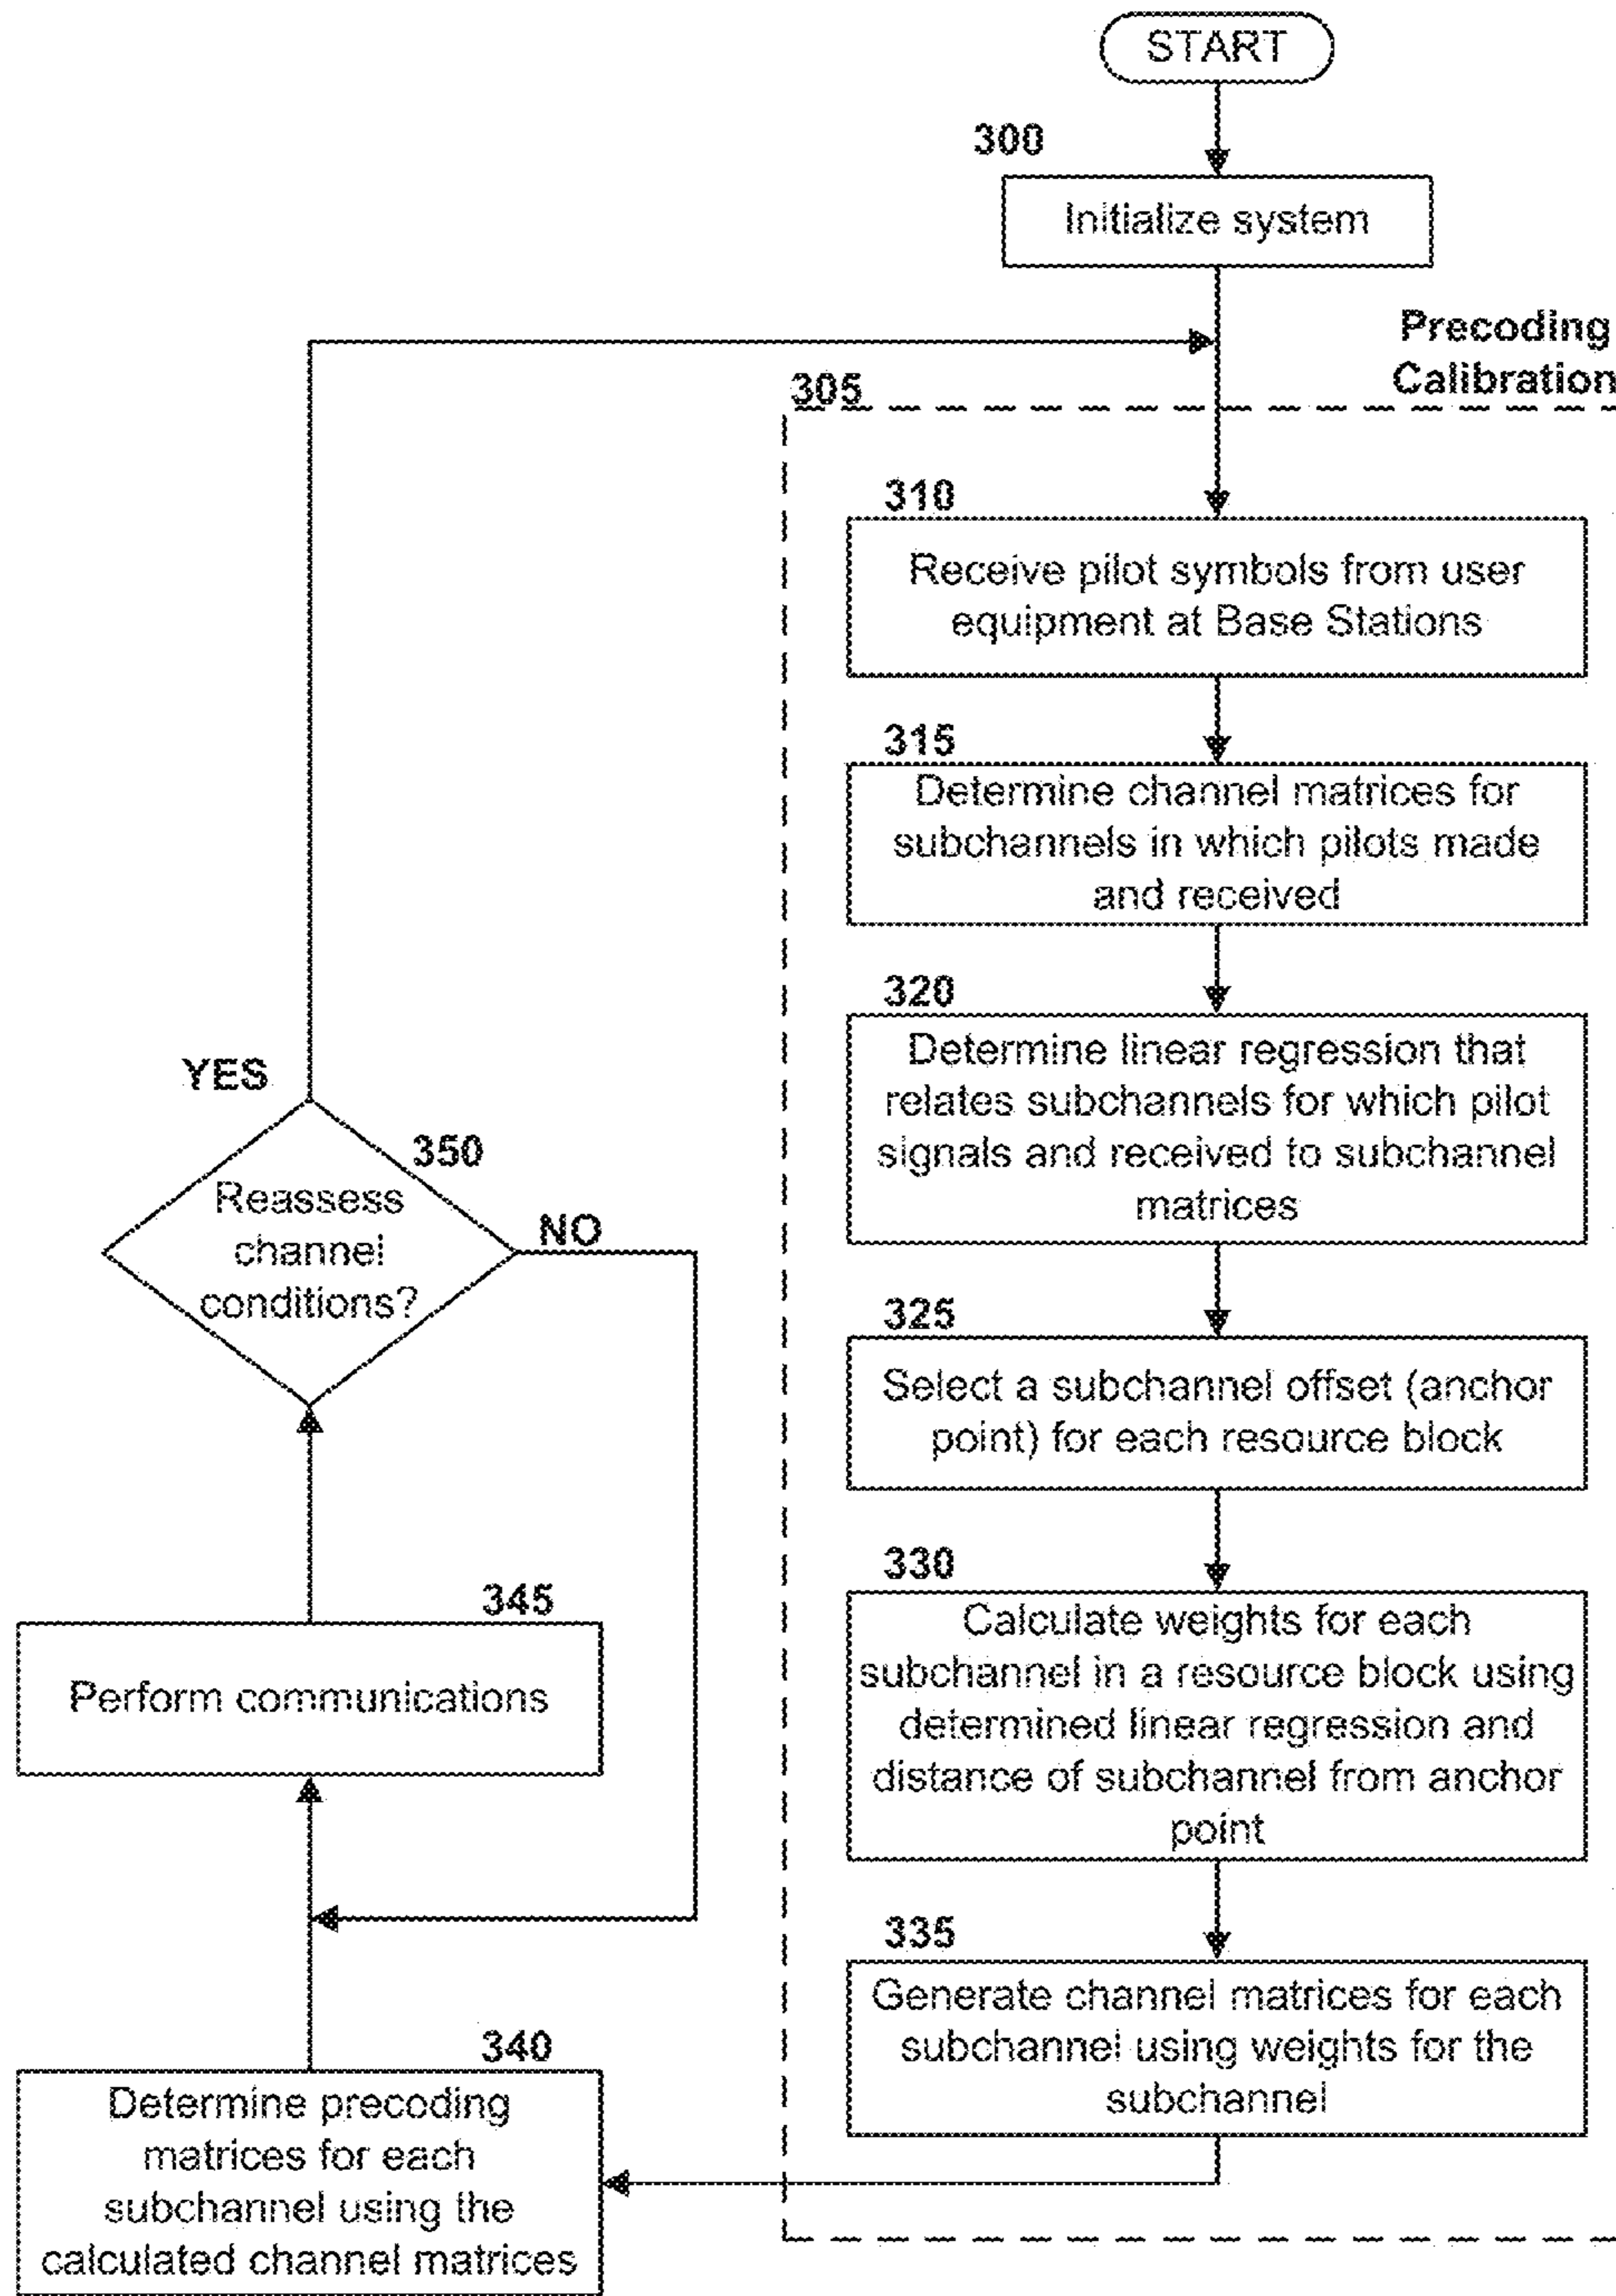 START
300
Initialize system
Precoding
Calibration
305
310
Receive pilot symbols from user
equipment at Base Stations
315
Determine channel matrices for
subchannels in which pilots made
and received
320
Determine linear regression that
relates subchannels for which pilot
signals and received to subchannel
matrices
325
Select a subchannel offset (anchor
point) for each resource block
330
Calculate weights for each
subchannel in a resource block using
determined linear regression and
distance of subchannel from anchor
point
335
Generate channel matrices for each
subchannel using weights for the
subchannel
340
Determine precoding
matrices for each
subchannel using the
calculated channel matrices
345
Perform communications
350
Reassess
channel
conditions?
YES
NO